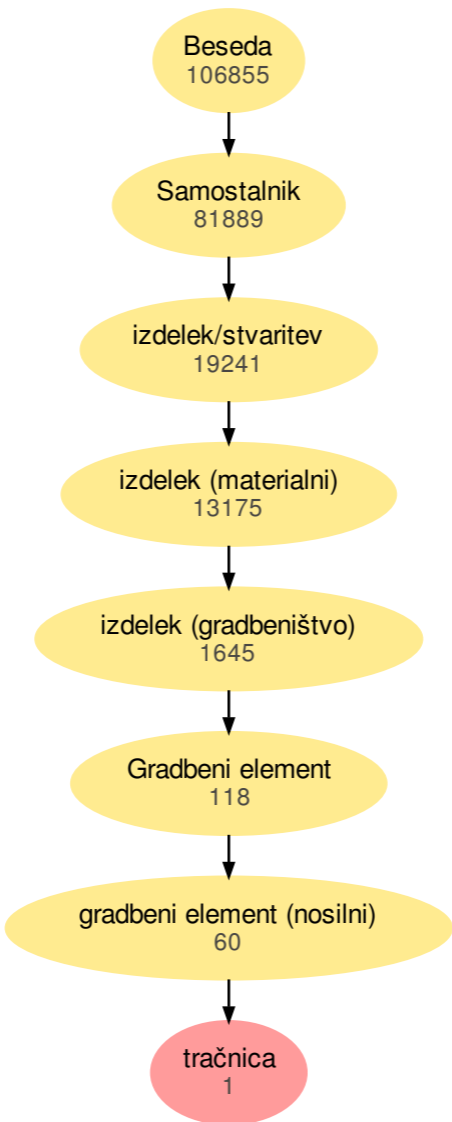 Beseda
106855
Samostalnik
81889
izdelek/stvaritev
19241
izdelek (materialni)
13175
izdelek (gradbeništvo)
1645
Gradbeni element
118
gradbeni element (nosilni)
60
tračnica
1